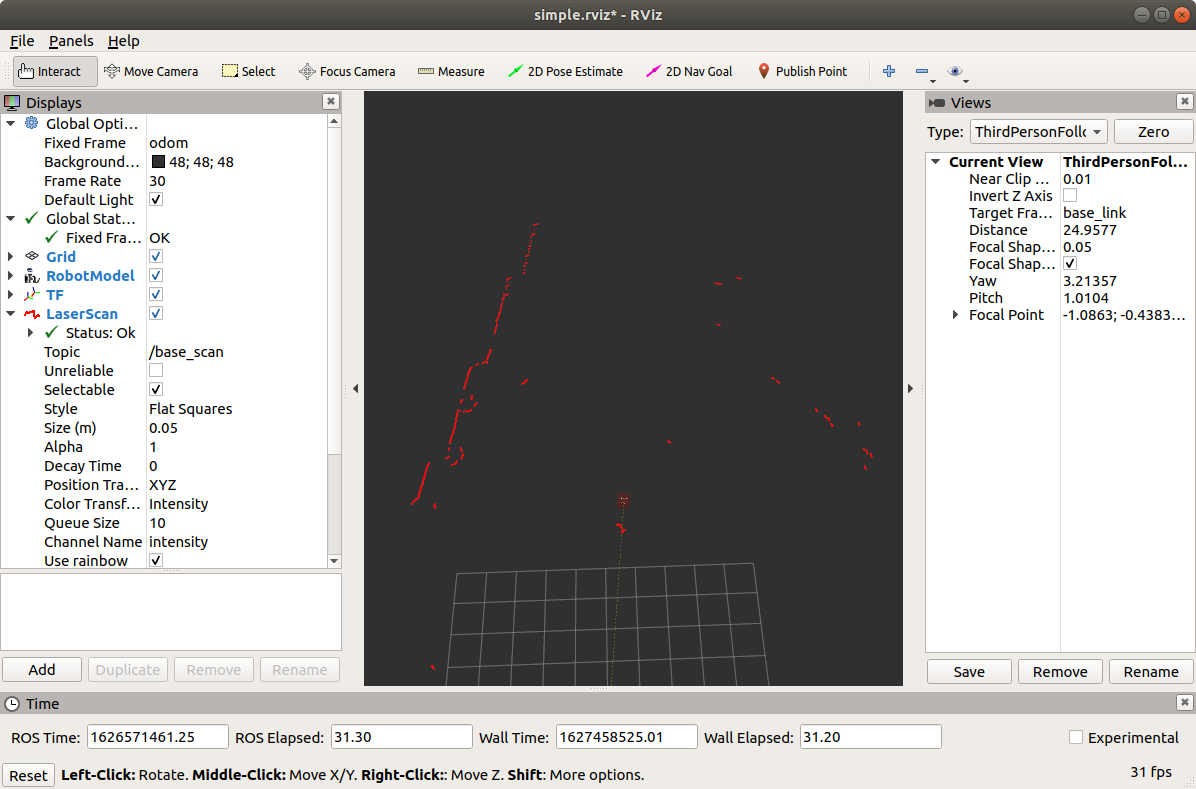 simple.rviz* - RViz
File Panels Help
Interact Move Camera Select Focus Camera Measure 2D Pose Estimate 2D Nav Goal Publish Point
Displays
Global Opti...
Fixed Frame odom
Background... 48; 48; 48
Frame Rate 30
Default Light
Global Stat...
Fixed Fra... OK
Grid
RobotModel
TF
LaserScan
Status: Ok
Topic /base_scan
Unreliable
Selectable
Style Flat Squares
Size (m) 0.05
Alpha 1
Decay Time 0
Position Tra... XYZ
Color Transf... Intensity
Queue Size 10
Channel Name intensity
Use rainbow
Add Duplicate Remove Rename
Views
Type: ThirdPersonFollo Zero
Current View ThirdPersonFol...
Near Clip ... 0.01
Invert Z Axis
Target Fra... base_link
Distance 24.9577
Focal Shap... 0.05
Focal Shap...
Yaw 3.21357
Pitch 1.0104
Focal Point -1.0863; -0.4383...
Save Remove Rename
Time
ROS Time: 1626571461.25 ROS Elapsed: 31.30 Wall Time: 1627458525.01 Wall Elapsed: 31.20 Experimental
Reset Left-Click: Rotate. Middle-Click: Move X/Y. Right-Click:: Move Z. Shift: More options. 31 fps